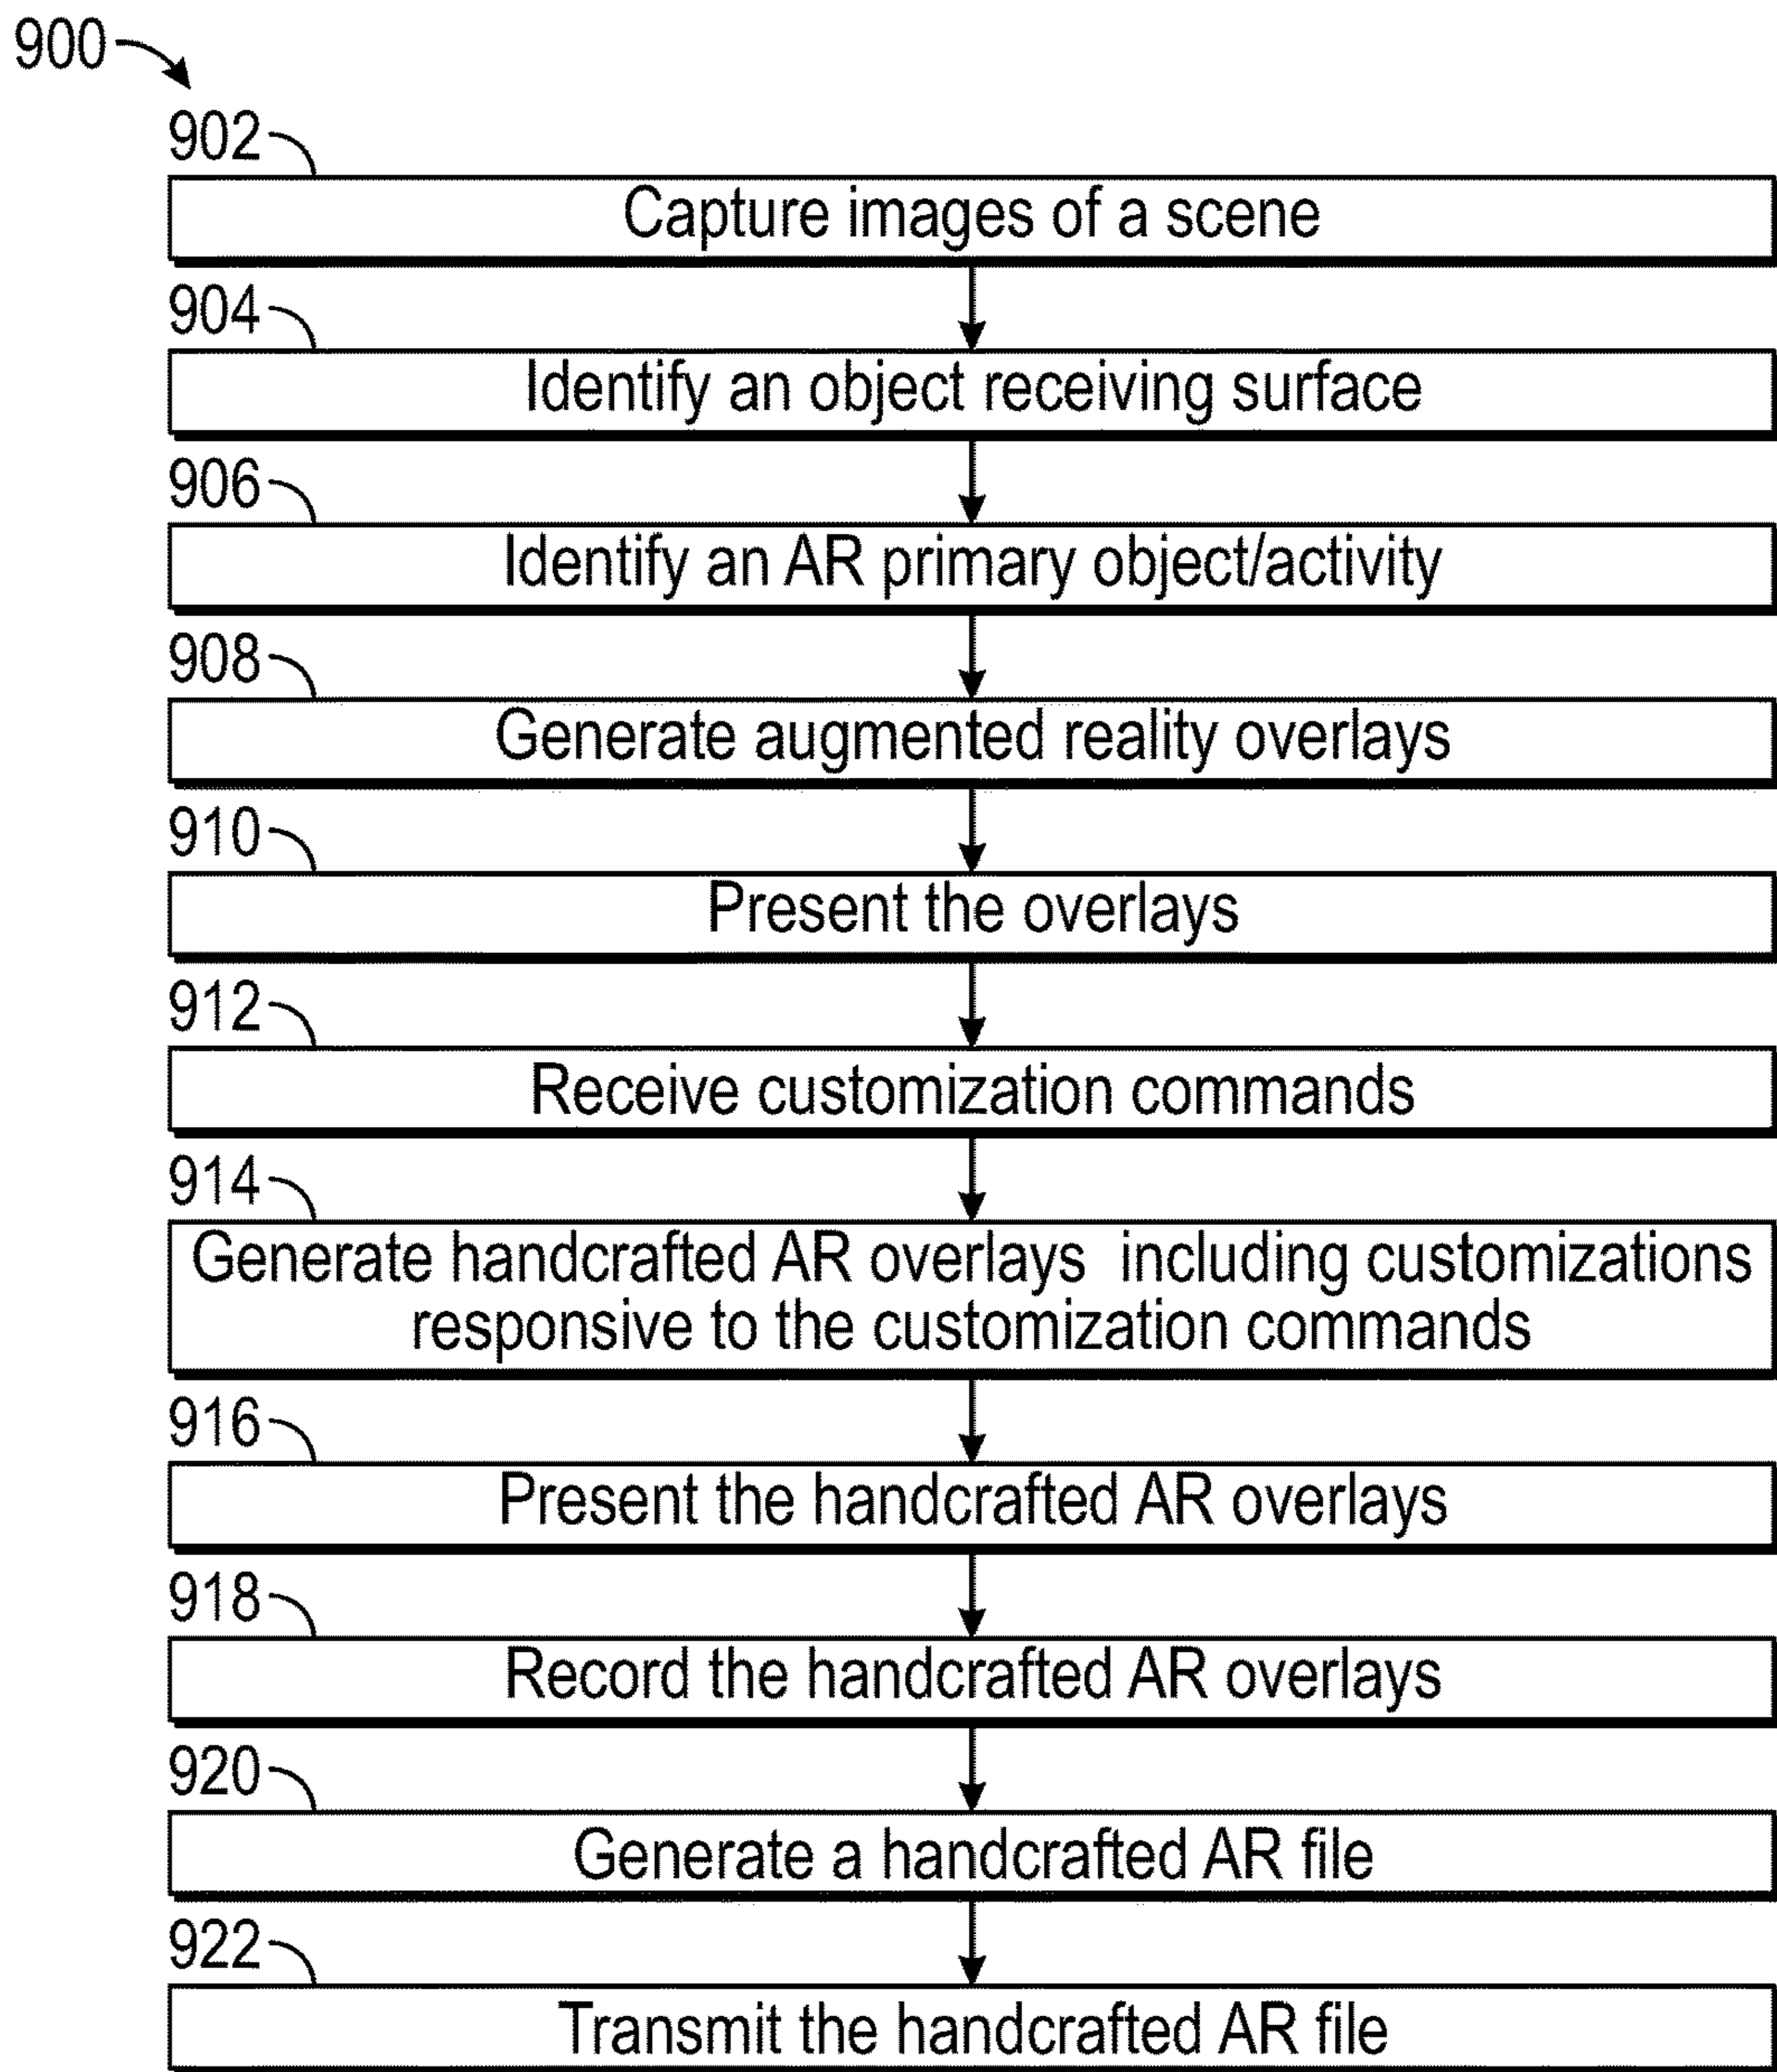 900
902
Capture images of a scene
904
Identify an object receiving surface
906
Identify an AR primary object/activity
908
Generate augmented reality overlays
910
Present the overlays
912
Receive customization commands
914
Generate handcrafted AR overlays including customizations
responsive to the customization commands
916
Present the handcrafted AR overlays
918
Record the handcrafted AR overlays
920
Generate a handcrafted AR file
922
Transmit the handcrafted AR file